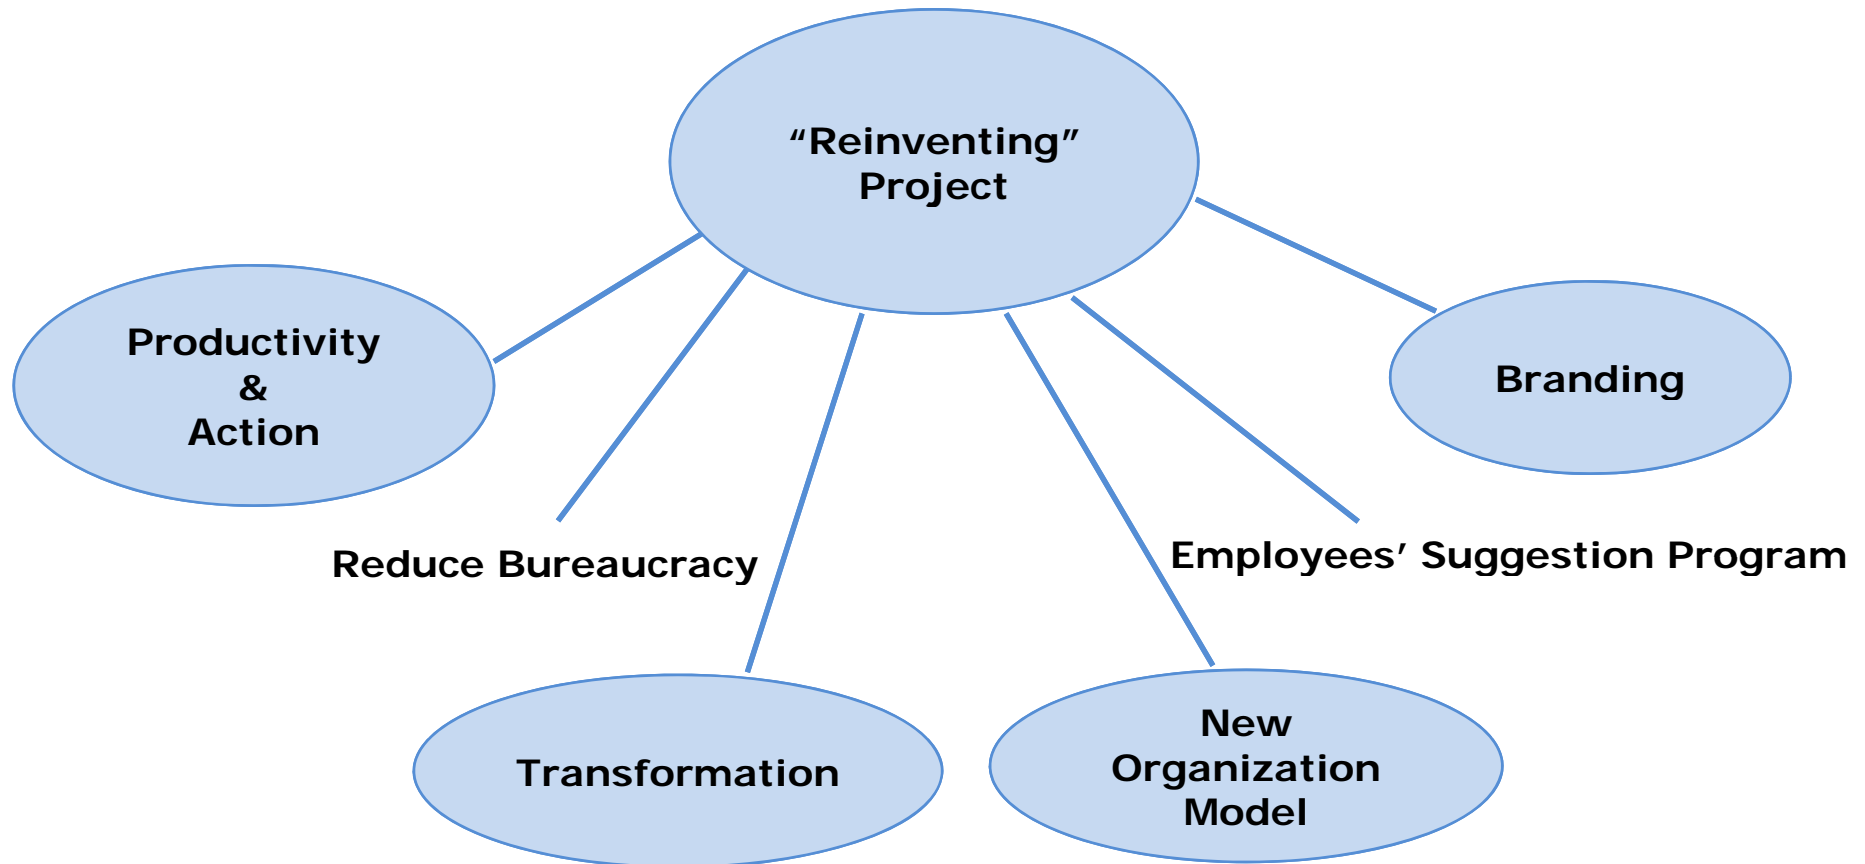 “Reinventing”
Project
Productivity
&
Action
Branding
Reduce Bureaucracy
Employees’ Suggestion Program
Transformation
New
Organization
Model